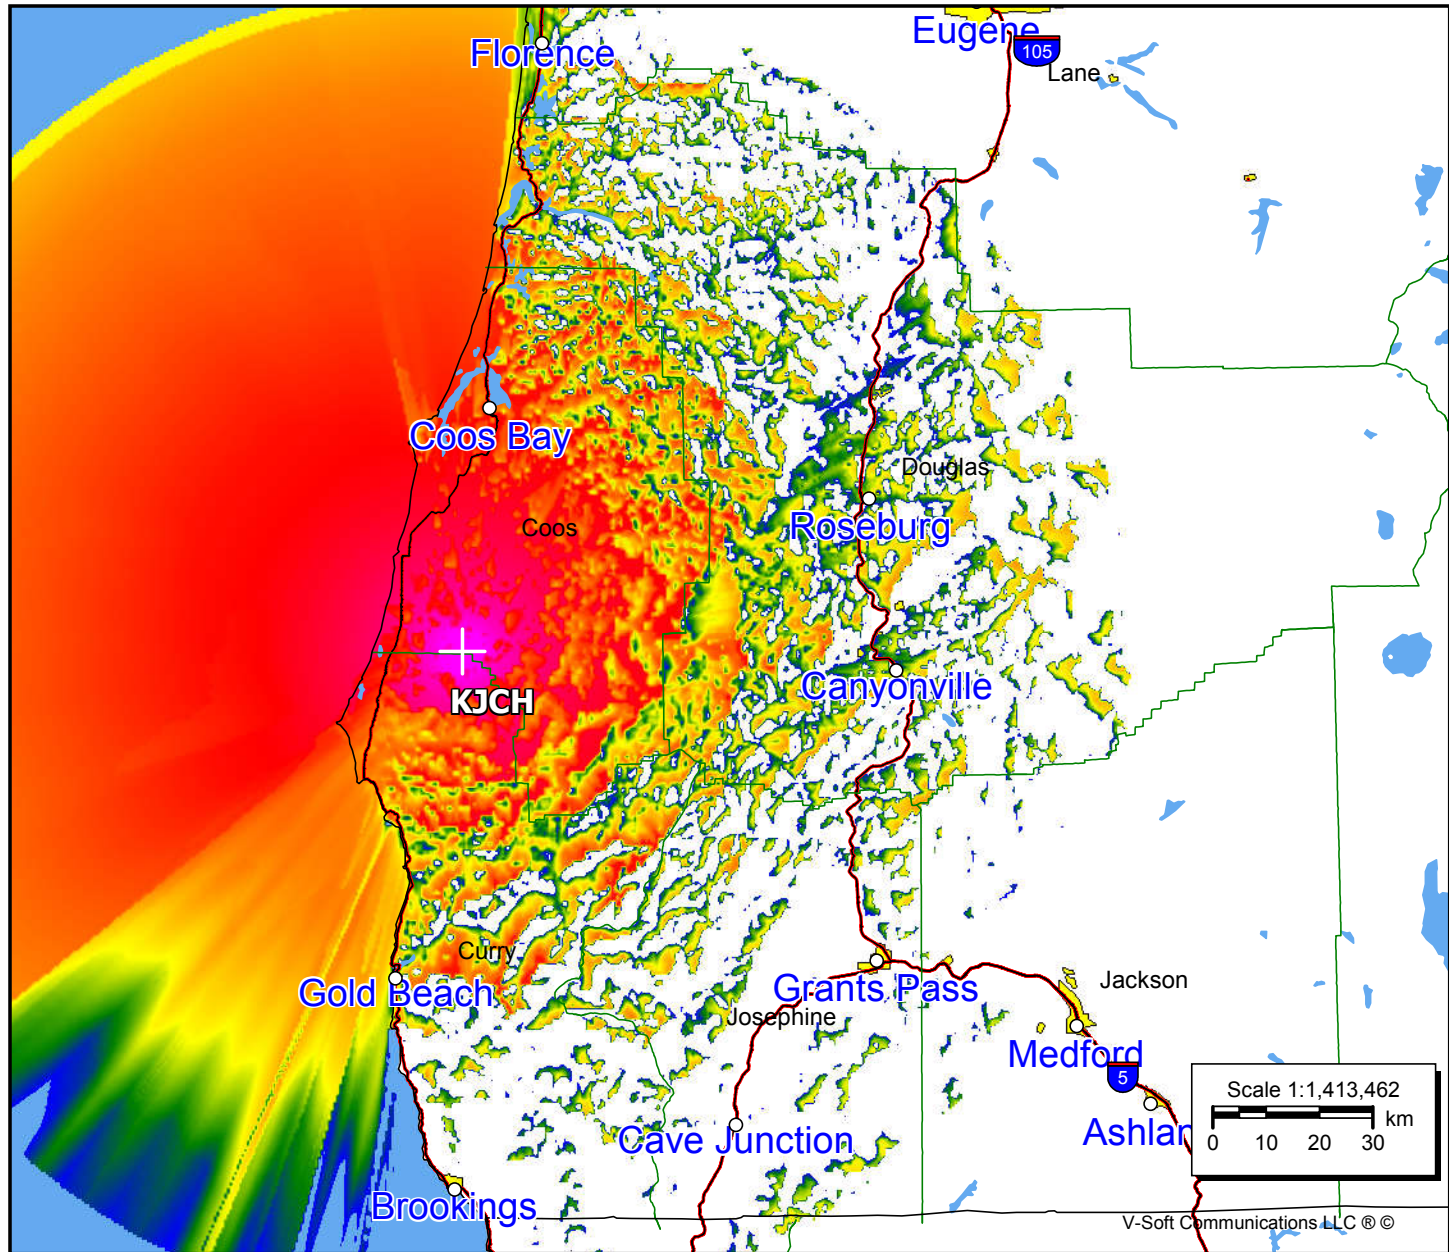 Eugene
Florence
105
Lane
Coos Bay
Douglas
Coos
Roseburg
Canyonville
KJCH
Curry
Gold Beach
Grants Pass
Jackson
Josephine
Medford
5
Scale 1:1,413,462
km
0 10 20 30
Ashlan
Cave Junction
Brookings
V-Soft Communications LLC ® ©